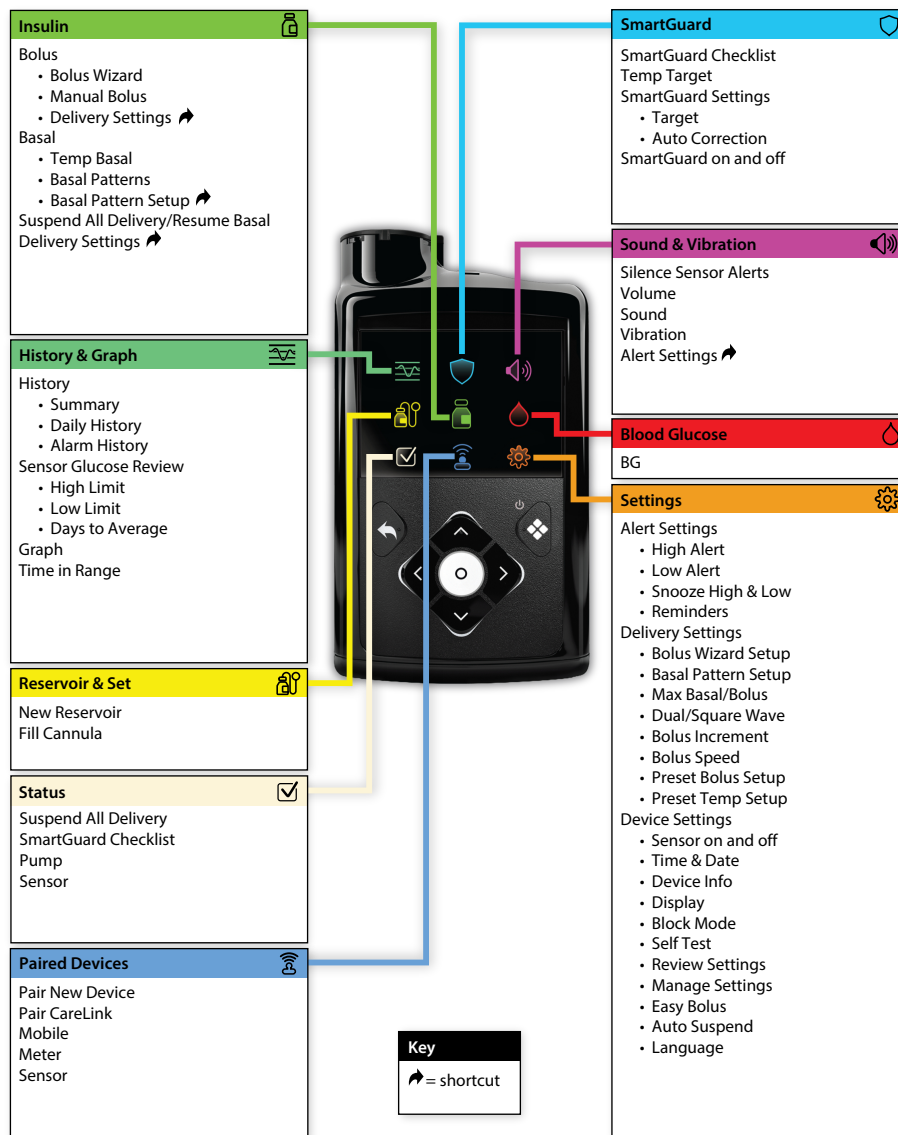 Insulin
Bolus
• Bolus Wizard
• Manual Bolus
• Delivery Settings
Basal
• Temp Basal
• Basal Patterns
• Basal Pattern Setup
Suspend All Delivery/Resume Basal
Delivery Settings
History & Graph
History
• Summary
• Daily History
• Alarm History
Sensor Glucose Review
• High Limit
• Low Limit
• Days to Average
Graph
Time in Range
Reservoir & Set
New Reservoir
Fill Cannula
Status
Suspend All Delivery
SmartGuard Checklist
Pump
Sensor
Paired Devices
Pair New Device
Pair CareLink
Mobile
Meter
Sensor
Key
= shortcut
SmartGuard
SmartGuard Checklist
Temp Target
SmartGuard Settings
• Target
• Auto Correction
SmartGuard on and off
Sound & Vibration
Silence Sensor Alerts
Volume
Sound
Vibration
Alert Settings
Blood Glucose
BG
Settings
Alert Settings
• High Alert
• Low Alert
• Snooze High & Low
• Reminders
Delivery Settings
• Bolus Wizard Setup
• Basal Pattern Setup
• Max Basal/Bolus
• Dual/Square Wave
• Bolus Increment
• Bolus Speed
• Preset Bolus Setup
• Preset Temp Setup
Device Settings
• Sensor on and off
• Time & Date
• Device Info
• Display
• Block Mode
• Self Test
• Review Settings
• Manage Settings
• Easy Bolus
• Auto Suspend
• Language